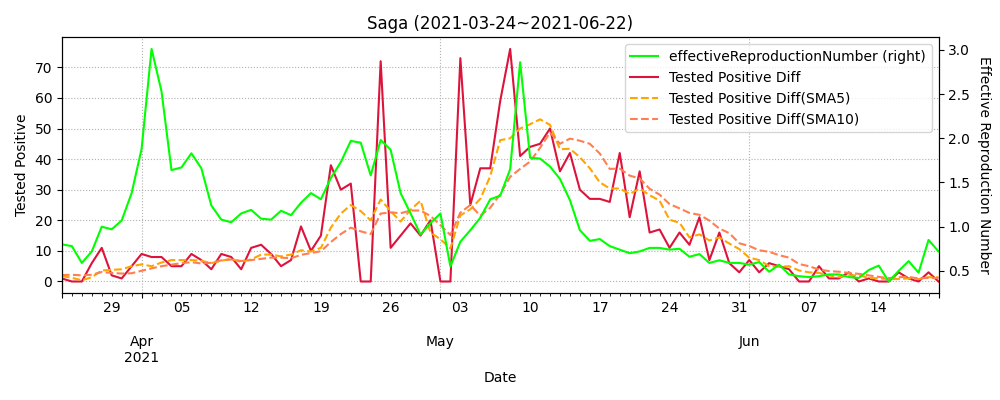 Saga (2021-03-24~2021-06-22)
effectiveReproductionNumber (right)
Tested Positive Diff
Tested Positive Diff(SMA5)
Tested Positive Diff(SMA10)
Tested Positive
70
60
50
40
30
20
10
0
3.0
2.5
2.0
1.5
1.0
0.5
Effective Reproduction Number
29 05 12 19 26 03 10 17 24 31 07 14
Apr May Jun
2021
Date